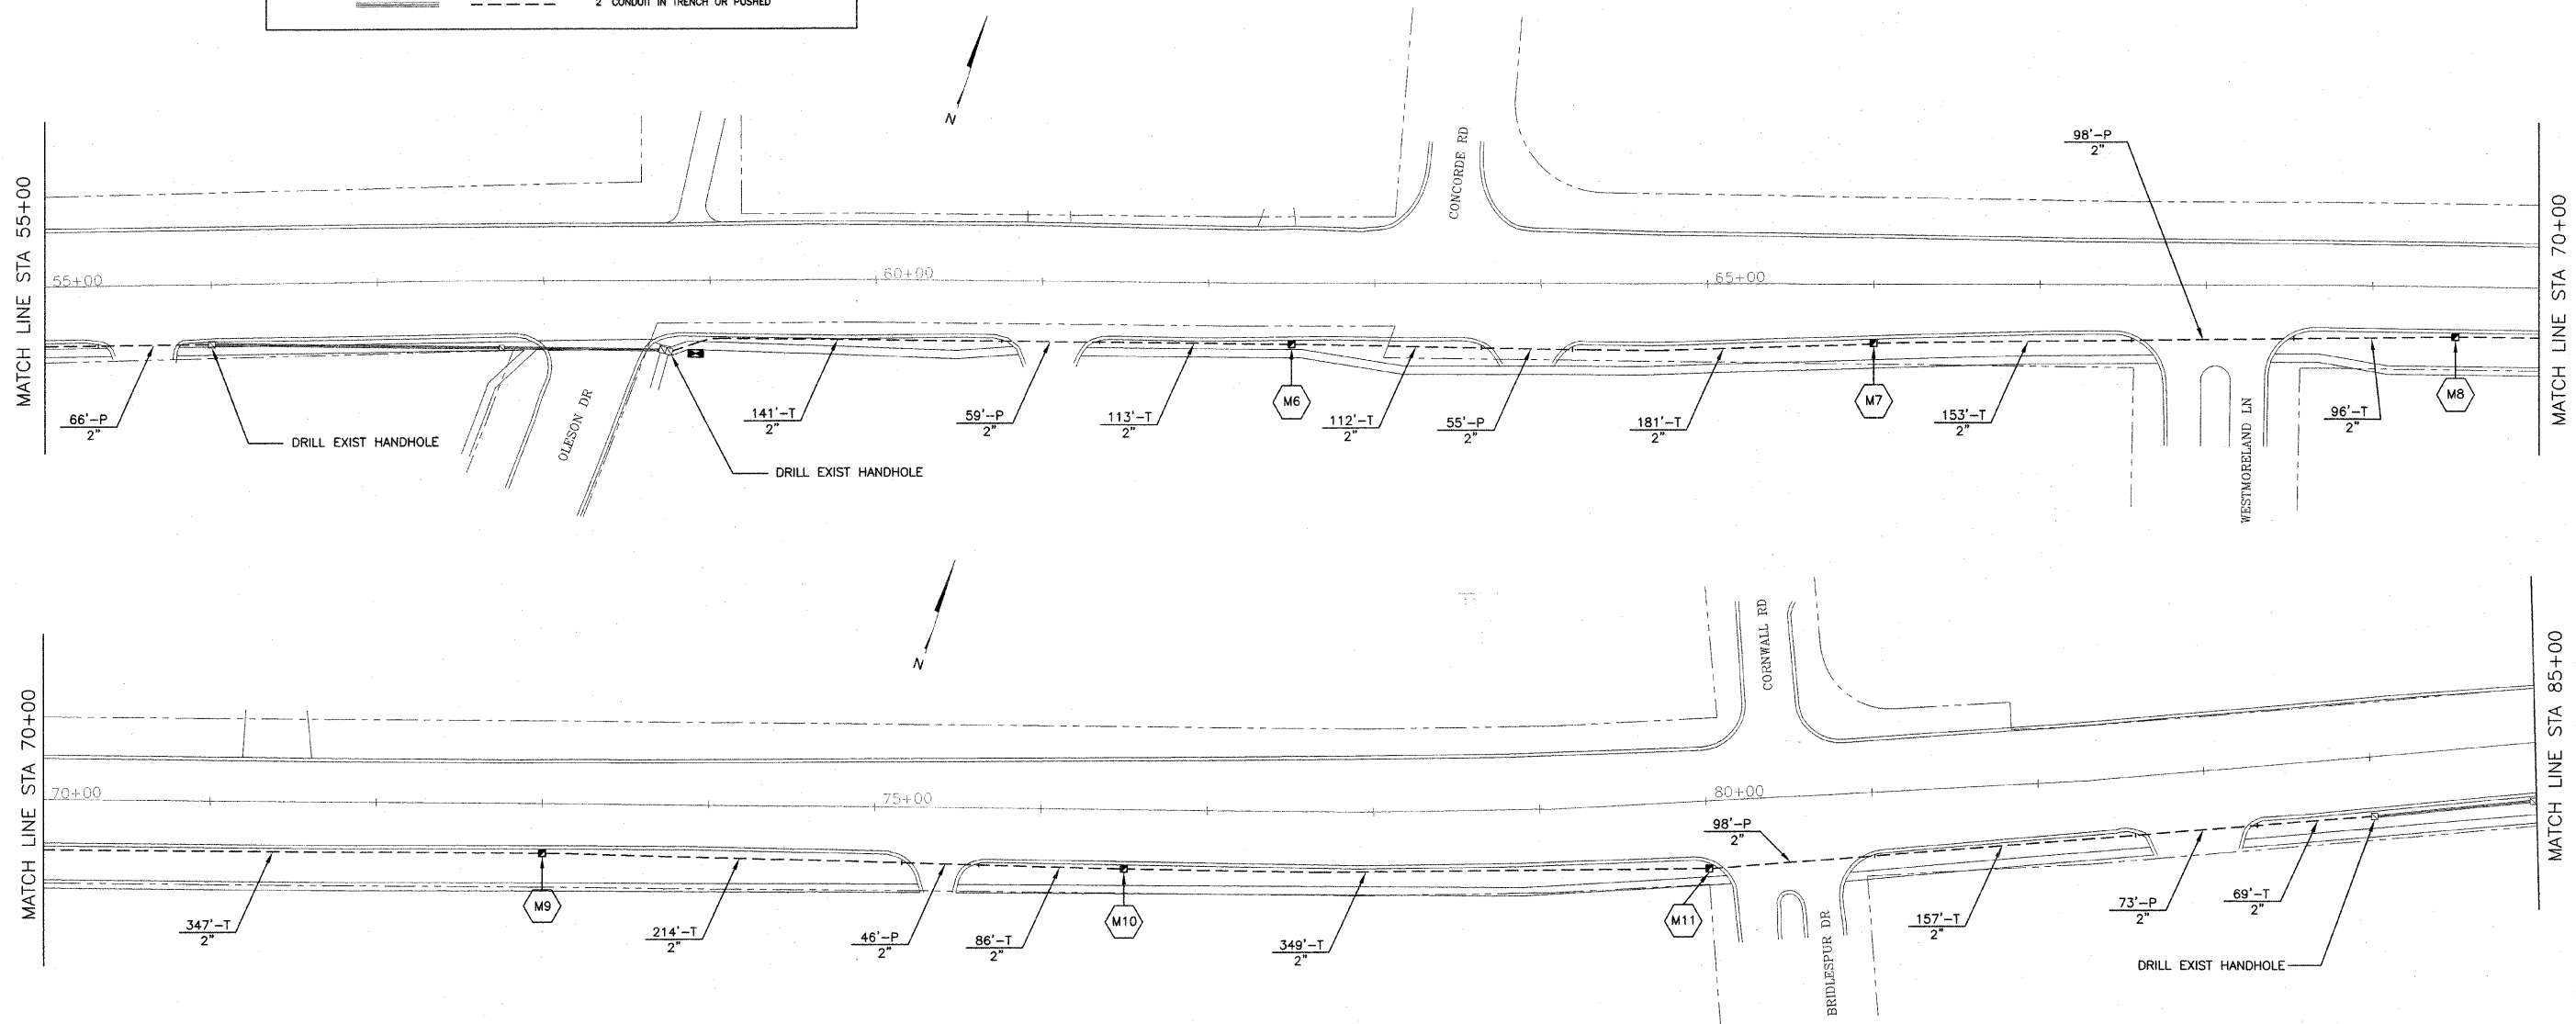 2" CONDUIT IN TRENCH OR PUSHED
N
MATCH LINE STA 55+00
55+00
60+00
65+00
CONCORDE RD
98'-P
2"
MATCH LINE STA 70+00
66'-P
2"
DRILL EXIST HANDHOLE
OLESON DR
DRILL EXIST HANDHOLE
141'-T
2"
59'-P
2"
113'-T
2"
M6
112'-T
2"
55'-P
2"
181'-T
2"
M7
153'-T
2"
WESTMORELAND LN
96'-T
2"
M8
N
MATCH LINE STA 70+00
70+00
75+00
80+00
CORNWALL RD
98'-P
2"
MATCH LINE STA 85+00
347'-T
2"
M9
214'-T
2"
46'-P
2"
86'-T
2"
M10
349'-T
2"
M11
BRIDLESPUR DR
157'-T
2"
73'-P
2"
69'-T
2"
DRILL EXIST HANDHOLE